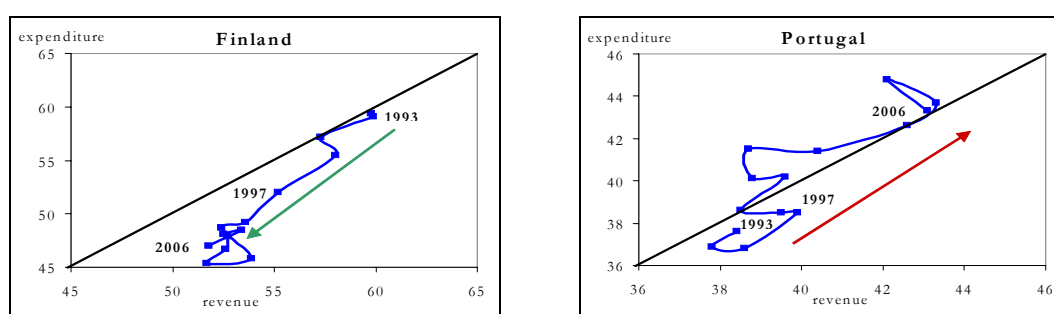 Finland
expenditure
65
60
55
50
45
1993
1997
2006
45 50 55 60 65
revenue
Portugal
expenditure
46
44
42
40
38
36
2006
1997
1993
36 38 40 42 44 46
revenue